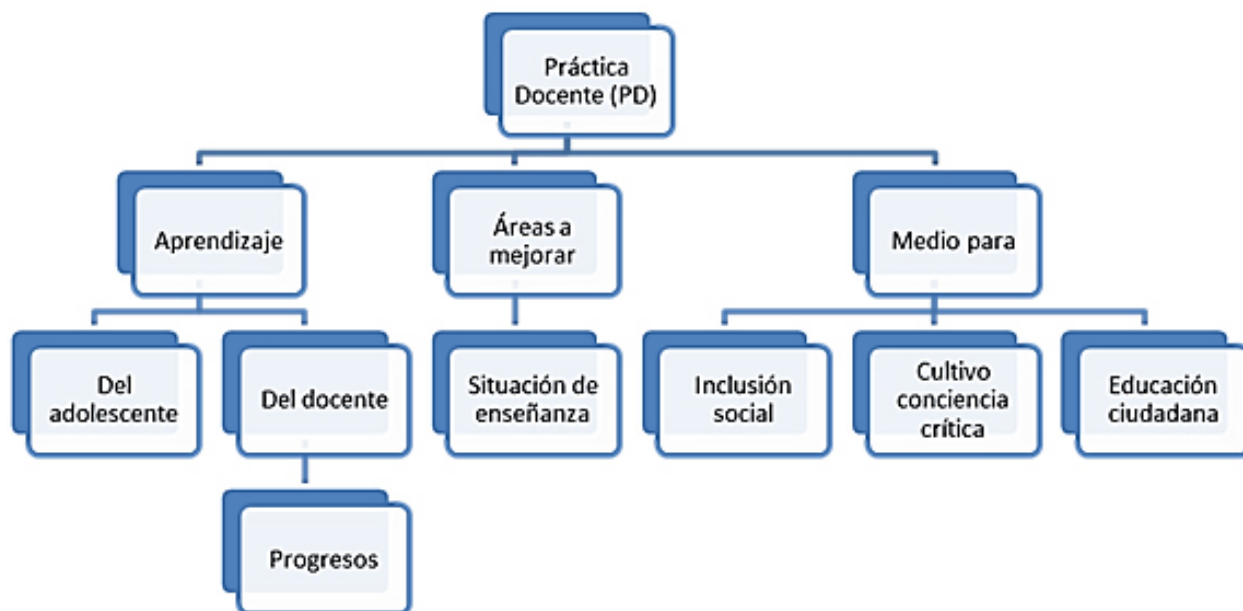 Práctica
Docente (PD)
Aprendizaje
Áreas a
mejorar
Medio para
Del
adolescente
Del docente
Situación de
enseñanza
Inclusión
social
Cultivo
conciencia
crítica
Educación
ciudadana
Progresos